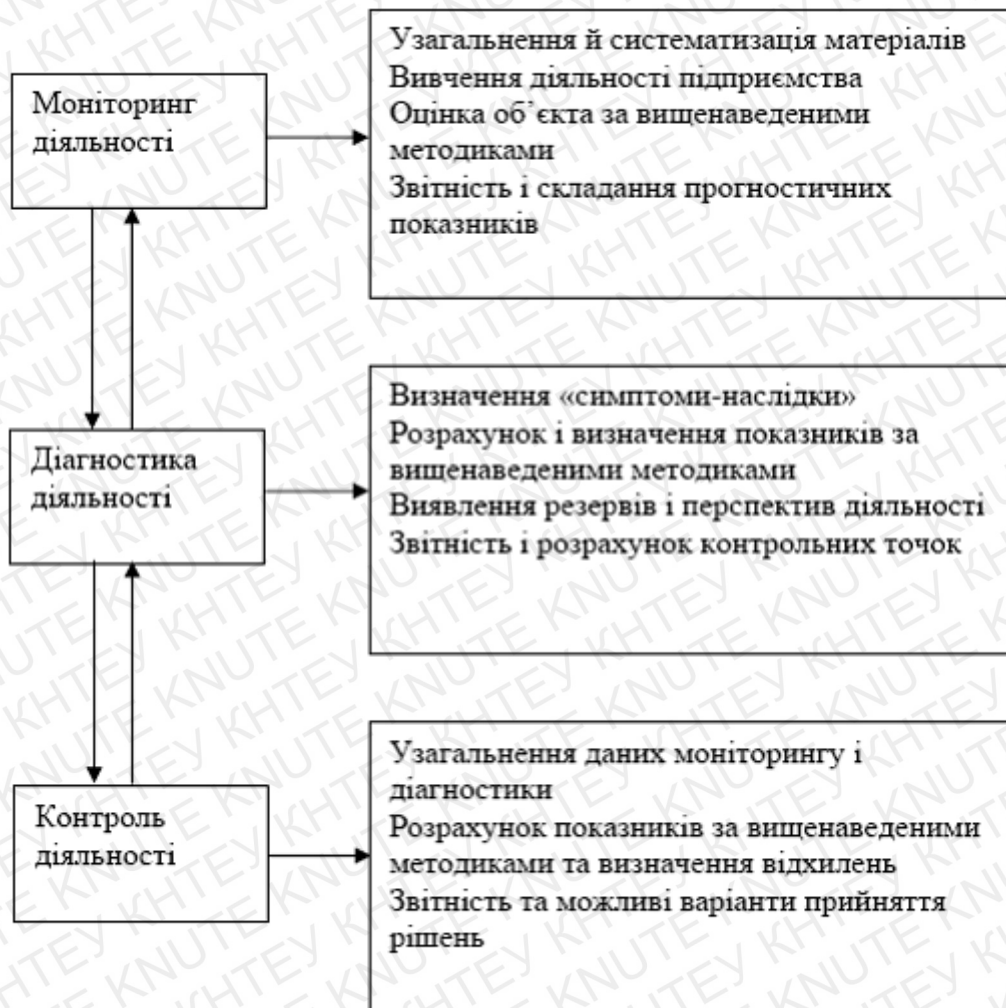 Моніторинг
діяльності
Узагальнення й систематизація матеріалів
Вивчення діяльності підприємства
Оцінка об’єкта за вищенаведеними
методиками
Звітність і складання прогностичних
показників
Діагностика
діяльності
Визначення «симптоми-наслідки»
Розрахунок і визначення показників за
вищенаведеними методиками
Виявлення резервів і перспектив діяльності
Звітність і розрахунок контрольних точок
Контроль
діяльності
Узагальнення даних моніторингу і
діагностики
Розрахунок показників за вищенаведеними
методиками та визначення відхилень
Звітність та можливі варіанти прийняття
рішень